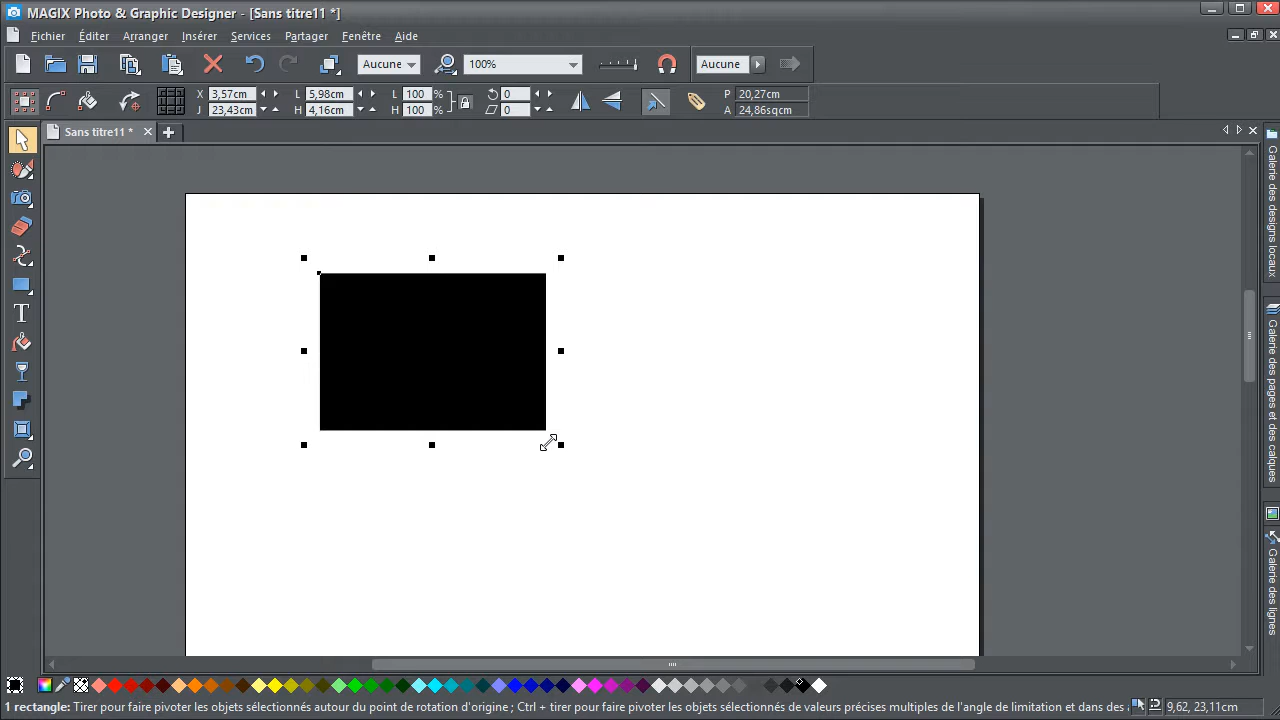 MAGIX Photo & Graphic Designer - [Sans titre11 *]
Fichier Éditer Arranger Insérer Services Partager Fenêtre Aide
Aucune 100% Aucune
X 3,57cm L 5,98cm L 100 % 0 P 20,27cm
J 23,43cm H 4,16cm H 100 % 0 A 24,86sqcm
Sans titre11 *
T
Galerie des designs locaux
Galerie des pages et des calques
Galerie des lignes
1 rectangle: Tirer pour faire pivoter les objets sélectionnés autour du point de rotation d'origine ; Ctrl + tirer pour faire pivoter les objets sélectionnés de valeurs précises multiples de l'angle de limitation et dans des 9,62, 23,11cm